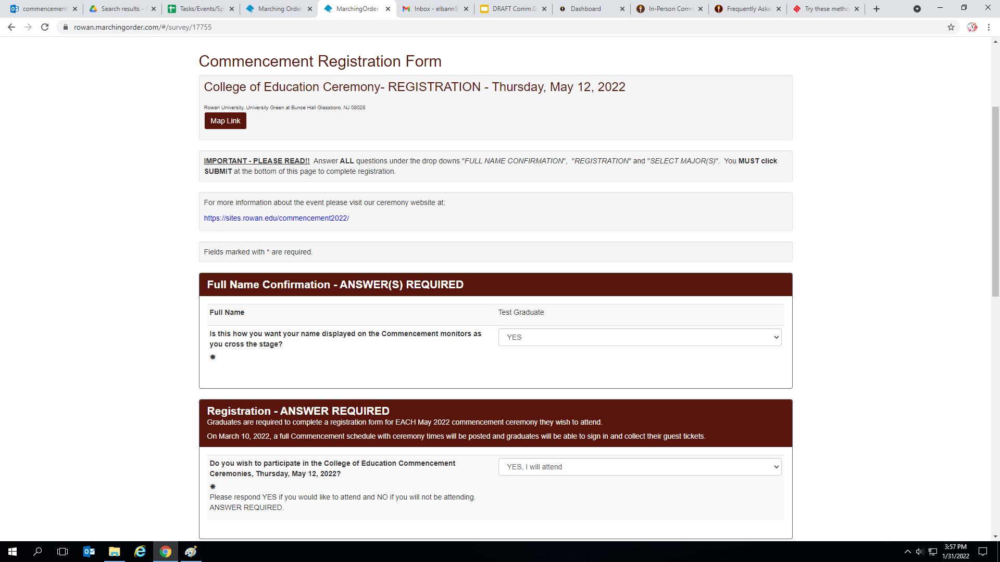 commencement
Search results -
Tasks/Events/Sp
Marching Order
MarchingOrder
Inbox - elbann5
DRAFT Comm.G
Dashboard
In-Person Comm
Frequently Aske
Try these metho
rowan.marchingorder.com/#/survey/17755
Commencement Registration Form
College of Education Ceremony- REGISTRATION - Thursday, May 12, 2022
Rowan University, University Green at Bunce Hall Glassboro, NJ 08028
Map Link
IMPORTANT - PLEASE READ!! Answer ALL questions under the drop downs "FULL NAME CONFIRMATION", "REGISTRATION" and "SELECT MAJOR(S)". You MUST click
SUBMIT at the bottom of this page to complete registration.
For more information about the event please visit our ceremony website at:
https://sites.rowan.edu/commencement2022/
Fields marked with * are required.
Full Name Confirmation - ANSWER(S) REQUIRED
Full Name Test Graduate
Is this how you want your name displayed on the Commencement monitors as
you cross the stage?
YES
*
Registration - ANSWER REQUIRED
Graduates are required to complete a registration form for EACH May 2022 commencement ceremony they wish to attend.
On March 10, 2022, a full Commencement schedule with ceremony times will be posted and graduates will be able to sign in and collect their guest tickets.
Do you wish to participate in the College of Education Commencement
Ceremonies, Thursday, May 12, 2022?
YES, I will attend
*
Please respond YES if you would like to attend and NO if you will not be attending.
ANSWER REQUIRED.
3:57 PM
1/31/2022